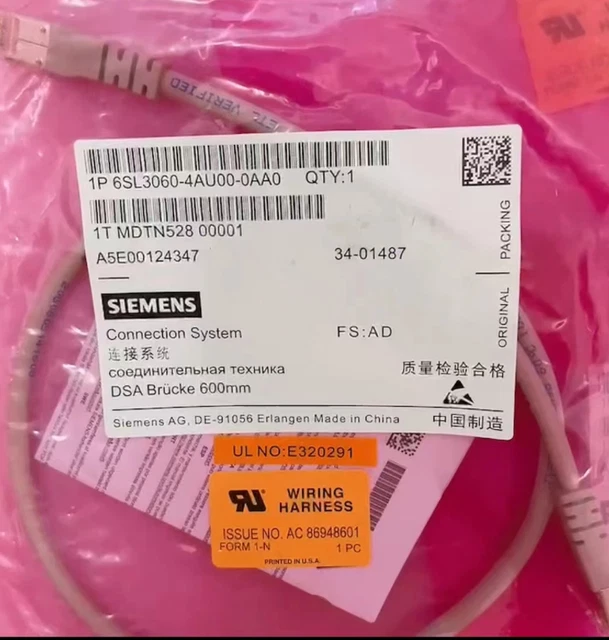 ETL VERIFIED
1P 6SL3060-4AU00-0AA0 QTY:1
1T MDTN528 00001
A5E00124347 34-01487
ORIGINAL PACKING
SIEMENS
Connection System FS:AD
连接系统
соединительная техника
质量检验合格
DSA Brücke 600mm
Siemens AG, DE-91056 Erlangen Made in China
中国制造
UL NO:E320291
WIRING
HARNESS
ISSUE NO. AC 86948601
FORM 1-N 1 PC
PRINTED IN U.S.A.